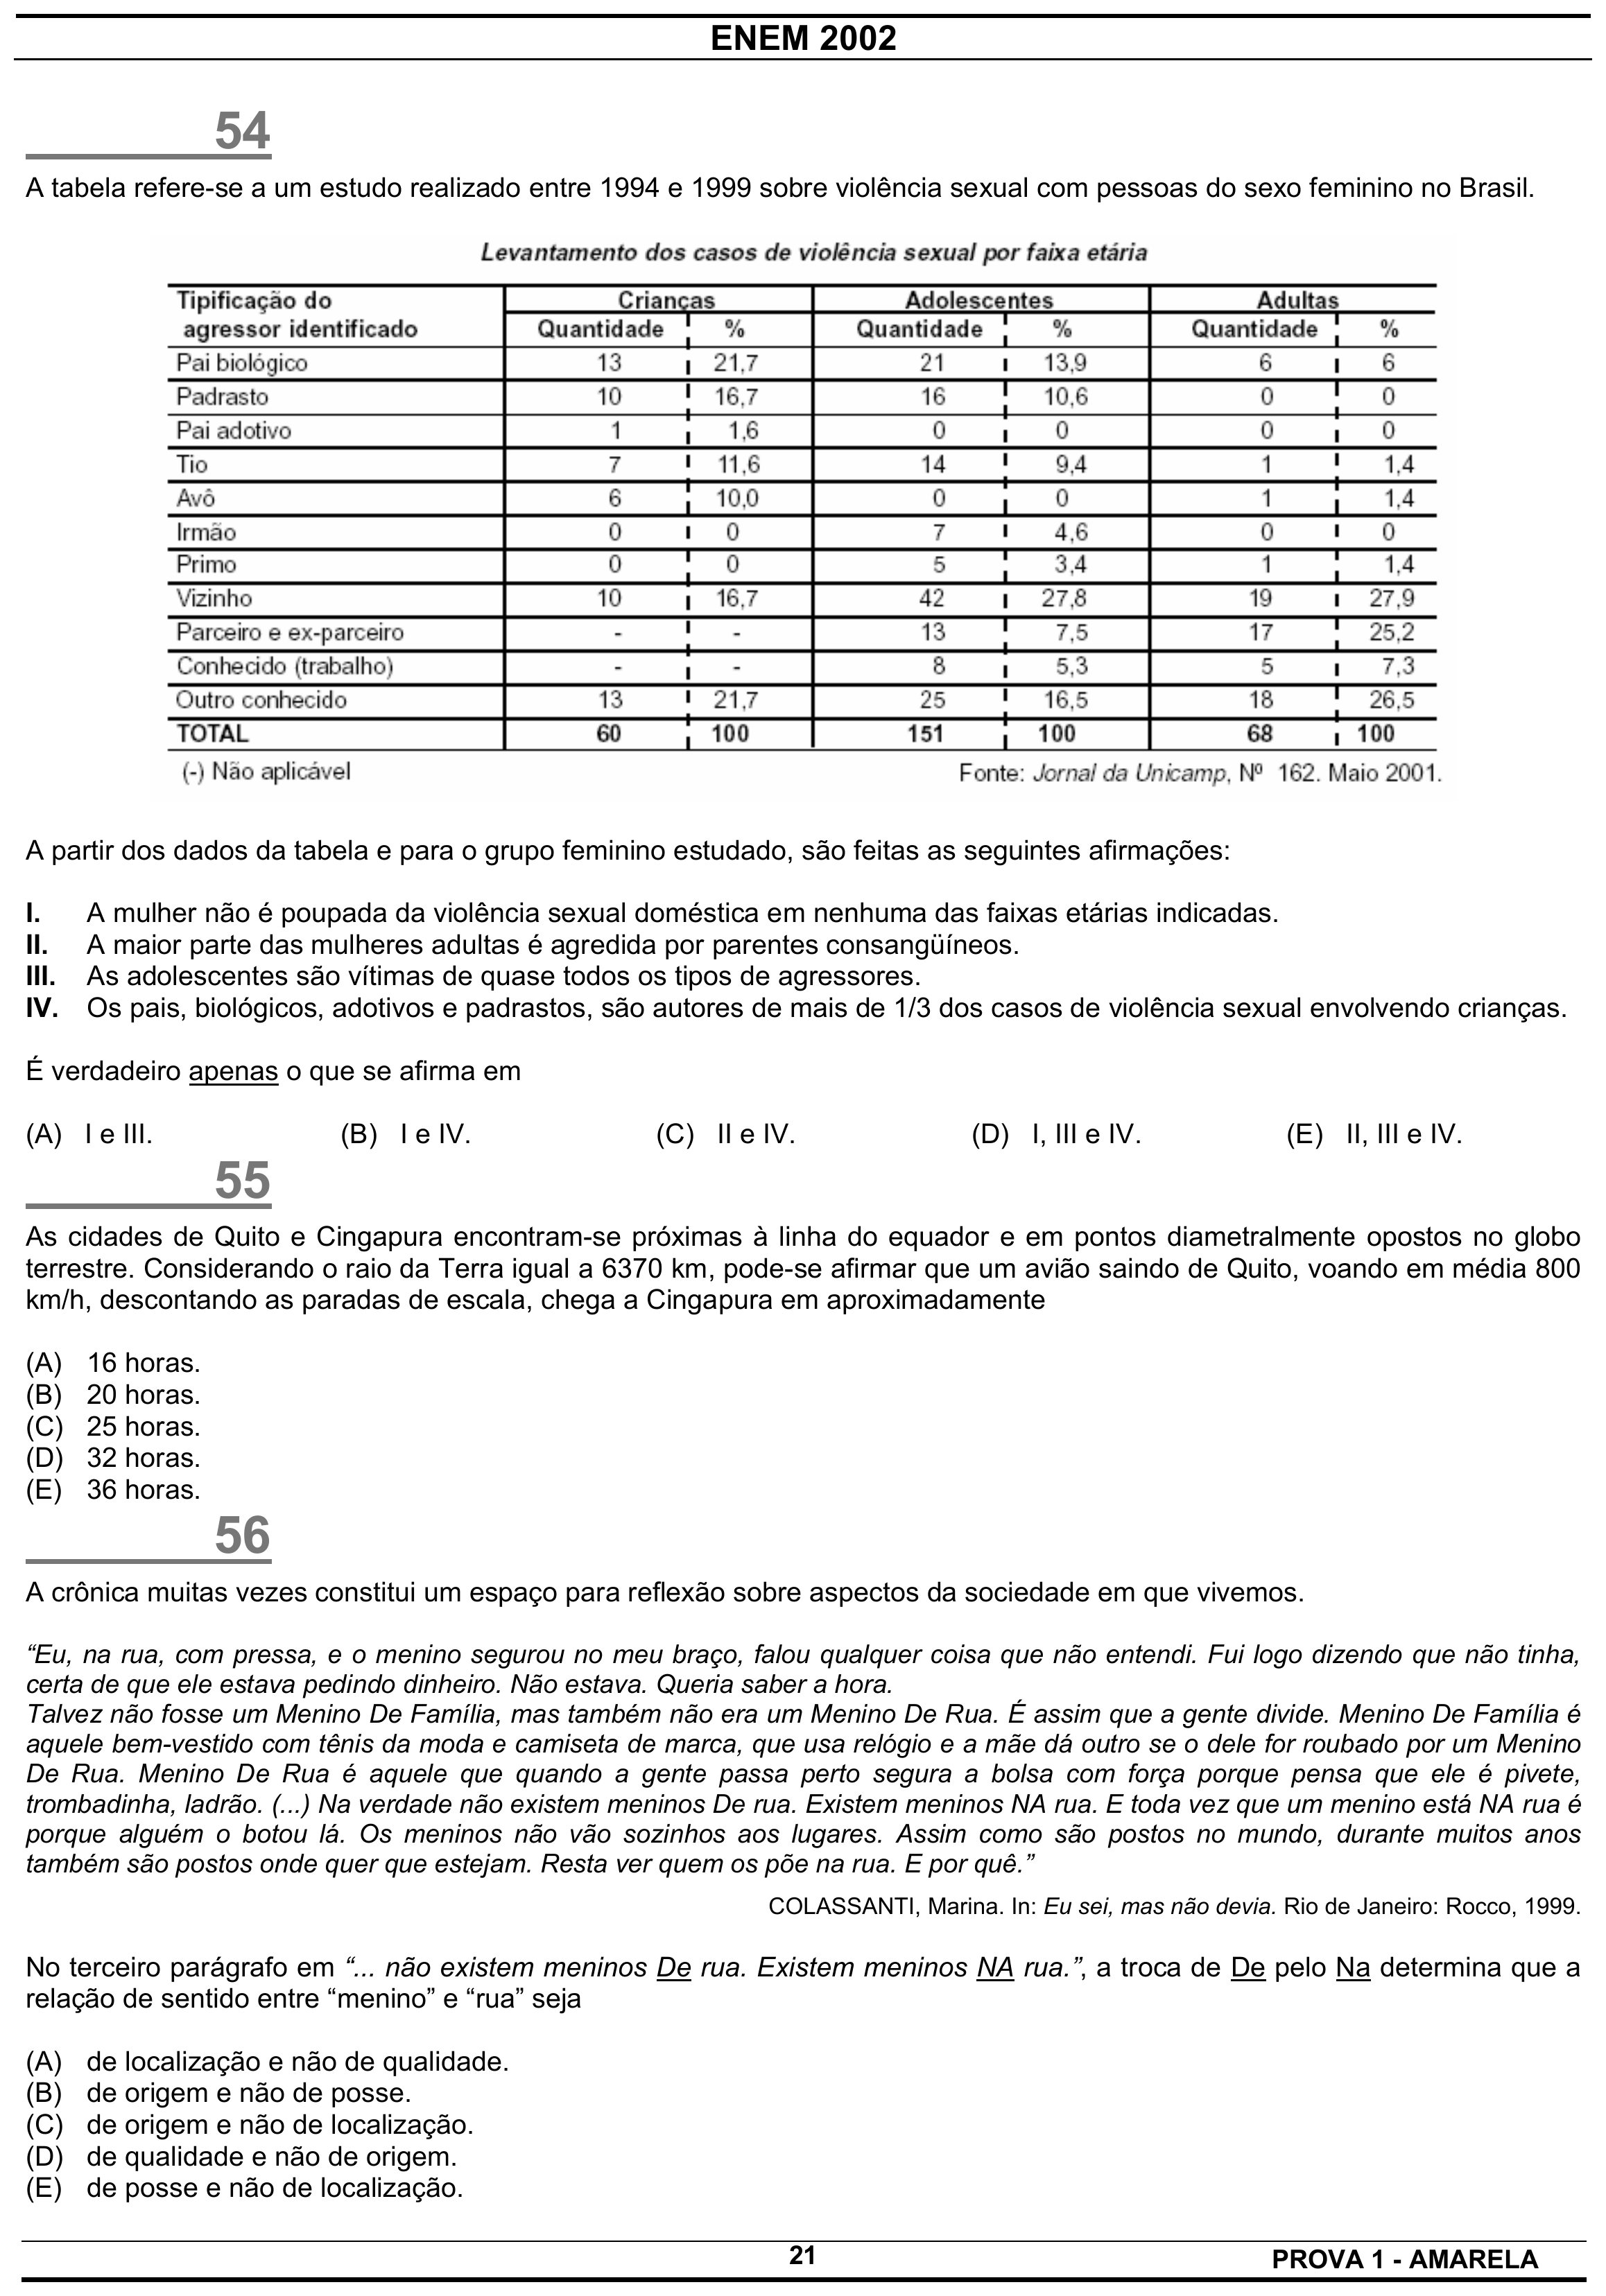 ENEM 2002
54
A tabela refere-se a um estudo realizado entre 1994 e 1999 sobre violência sexual com pessoas do sexo feminino no Brasil.
Levantamento dos casos de violência sexual por faixa etária
Tipificação do agressor identificado Crianças Adolescentes Adultas
Quantidade % Quantidade % Quantidade %
Pai biológico 13 21,7 21 13,9 6 6
Padrasto 10 16,7 16 10,6 0 0
Pai adotivo 1 1,6 0 0 0 0
Tio 7 11,6 14 9,4 1 1,4
Avô 6 10,0 0 0 1 1,4
Irmão 0 0 7 4,6 0 0
Primo 0 0 5 3,4 1 1,4
Vizinho 10 16,7 42 27,8 19 27,9
Parceiro e ex-parceiro - - 13 7,5 17 25,2
Conhecido (trabalho) - - 8 5,3 5 7,3
Outro conhecido 13 21,7 25 16,5 18 26,5
TOTAL 60 100 151 100 68 100
(-) Não aplicável Fonte: Jornal da Unicamp, Nº 162. Maio 2001.
A partir dos dados da tabela e para o grupo feminino estudado, são feitas as seguintes afirmações:
I. A mulher não é poupada da violência sexual doméstica em nenhuma das faixas etárias indicadas.
II. A maior parte das mulheres adultas é agredida por parentes consangüíneos.
III. As adolescentes são vítimas de quase todos os tipos de agressores.
IV. Os pais, biológicos, adotivos e padrastos, são autores de mais de 1/3 dos casos de violência sexual envolvendo crianças.
É verdadeiro apenas o que se afirma em
(A) I e III. (B) I e IV. (C) II e IV. (D) I, III e IV. (E) II, III e IV.
55
As cidades de Quito e Cingapura encontram-se próximas à linha do equador e em pontos diametralmente opostos no globo
terrestre. Considerando o raio da Terra igual a 6370 km, pode-se afirmar que um avião saindo de Quito, voando em média 800
km/h, descontando as paradas de escala, chega a Cingapura em aproximadamente
(A) 16 horas.
(B) 20 horas.
(C) 25 horas.
(D) 32 horas.
(E) 36 horas.
56
A crônica muitas vezes constitui um espaço para reflexão sobre aspectos da sociedade em que vivemos.
“Eu, na rua, com pressa, e o menino segurou no meu braço, falou qualquer coisa que não entendi. Fui logo dizendo que não tinha,
certa de que ele estava pedindo dinheiro. Não estava. Queria saber a hora.
Talvez não fosse um Menino De Família, mas também não era um Menino De Rua. É assim que a gente divide. Menino De Família é
aquele bem-vestido com tênis da moda e camiseta de marca, que usa relógio e a mãe dá outro se o dele for roubado por um Menino
De Rua. Menino De Rua é aquele que quando a gente passa perto segura a bolsa com força porque pensa que ele é pivete,
trombadinha, ladrão. (...) Na verdade não existem meninos De rua. Existem meninos NA rua. E toda vez que um menino está NA rua é
porque alguém o botou lá. Os meninos não vão sozinhos aos lugares. Assim como são postos no mundo, durante muitos anos
também são postos onde quer que estejam. Resta ver quem os põe na rua. E por quê.”
COLASSANTI, Marina. In: Eu sei, mas não devia. Rio de Janeiro: Rocco, 1999.
No terceiro parágrafo em “... não existem meninos De rua. Existem meninos NA rua.”, a troca de De pelo Na determina que a
relação de sentido entre “menino” e “rua” seja
(A) de localização e não de qualidade.
(B) de origem e não de posse.
(C) de origem e não de localização.
(D) de qualidade e não de origem.
(E) de posse e não de localização.
21
PROVA 1 - AMARELA